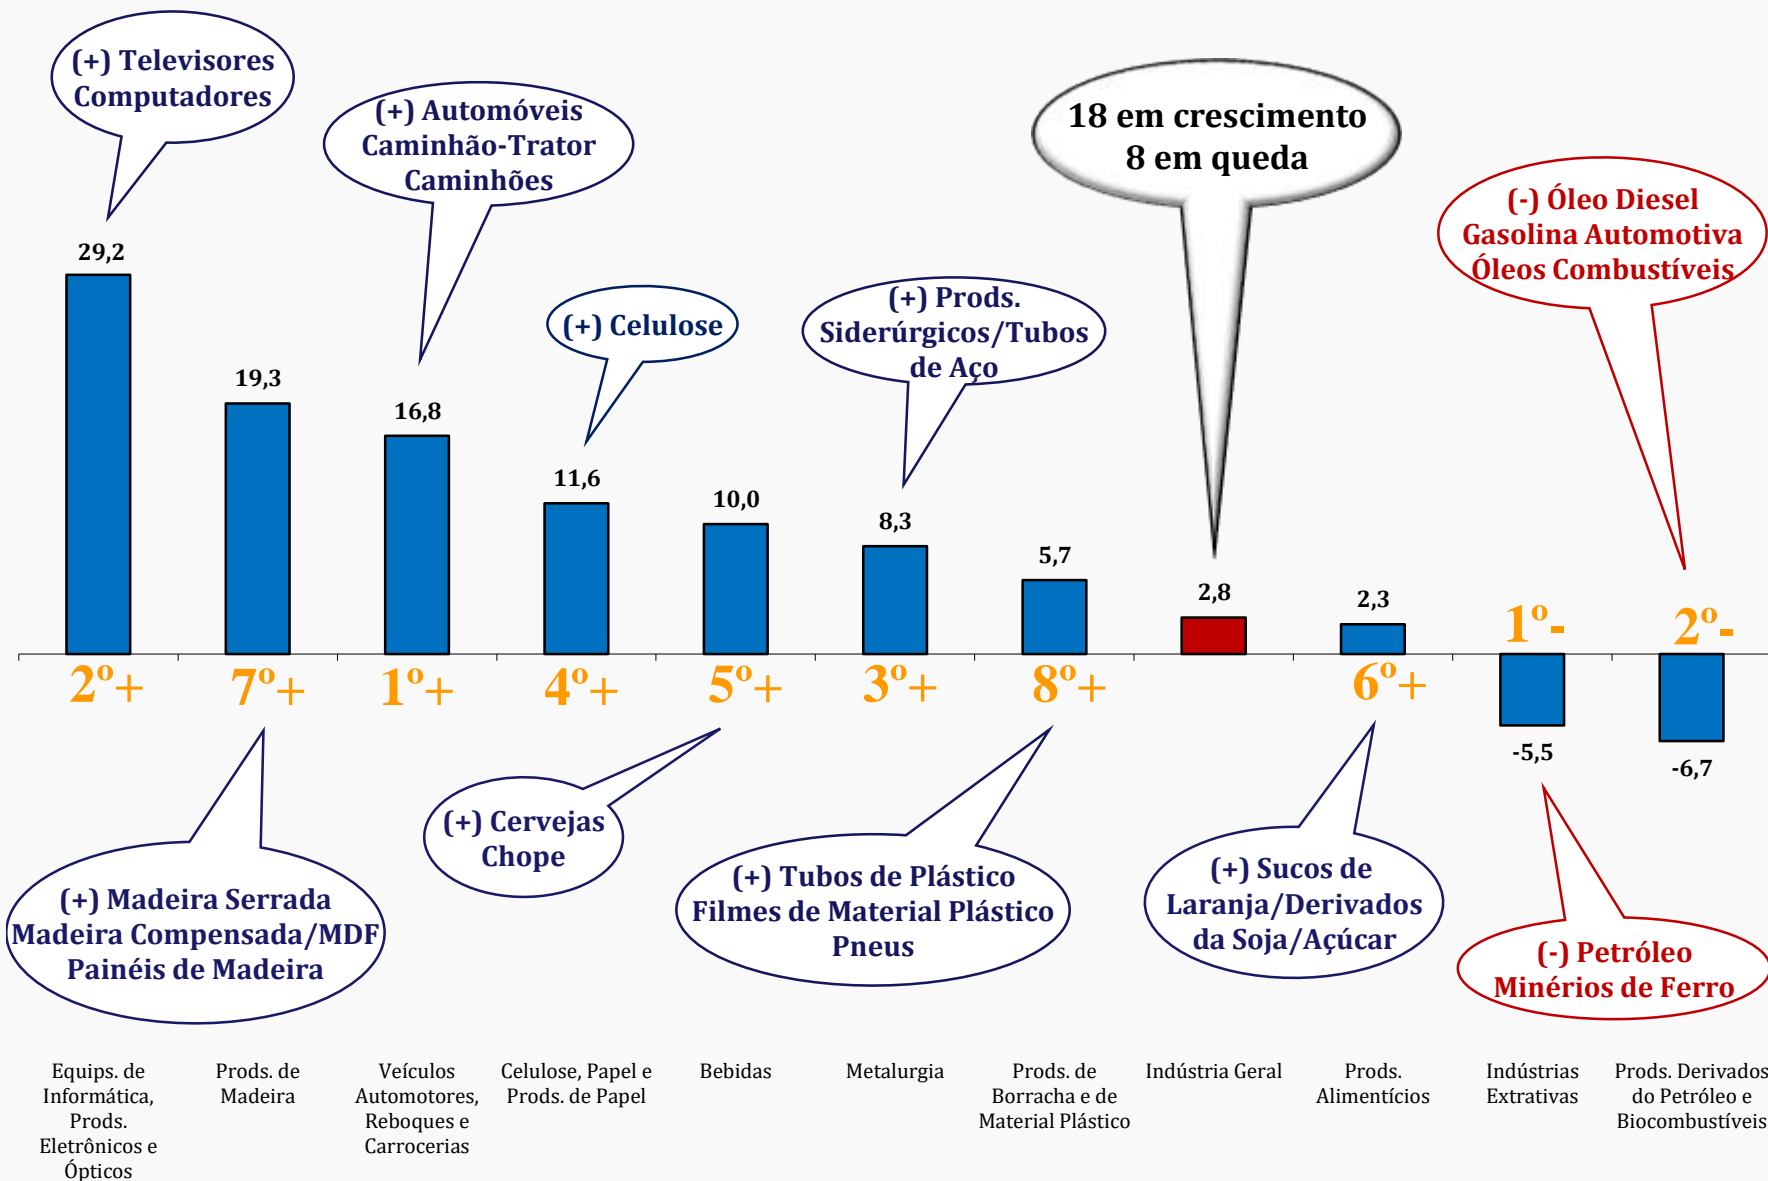 (+) Televisores
Computadores
(+) Automóveis
Caminhão-Trator
Caminhões
18 em crescimento
8 em queda
(-) Óleo Diesel
Gasolina Automotiva
Óleos Combustíveis
(+) Celulose
(+) Prods.
Siderúrgicos/Tubos
de Aço
29,2
19,3
16,8
11,6
10,0
8,3
5,7
2,8
2,3
1º-
2º-
2º+
7º+
1º+
4º+
5º+
3º+
8º+
6º+
-5,5
-6,7
(+) Madeira Serrada
Madeira Compensada/MDF
Painéis de Madeira
(+) Cervejas
Chope
(+) Tubos de Plástico
Filmes de Material Plástico
Pneus
(+) Sucos de
Laranja/Derivados
da Soja/Açúcar
(-) Petróleo
Minérios de Ferro
Equips. de
Informática,
Prods.
Eletrônicos e
Ópticos
Prods. de
Madeira
Veículos
Automotores,
Reboques e
Carrocerias
Celulose, Papel e
Prods. de Papel
Bebidas
Metalurgia
Prods. de
Borracha e de
Material Plástico
Indústria Geral
Prods.
Alimentícios
Indústrias
Extrativas
Prods. Derivados
do Petróleo e
Biocombustíveis